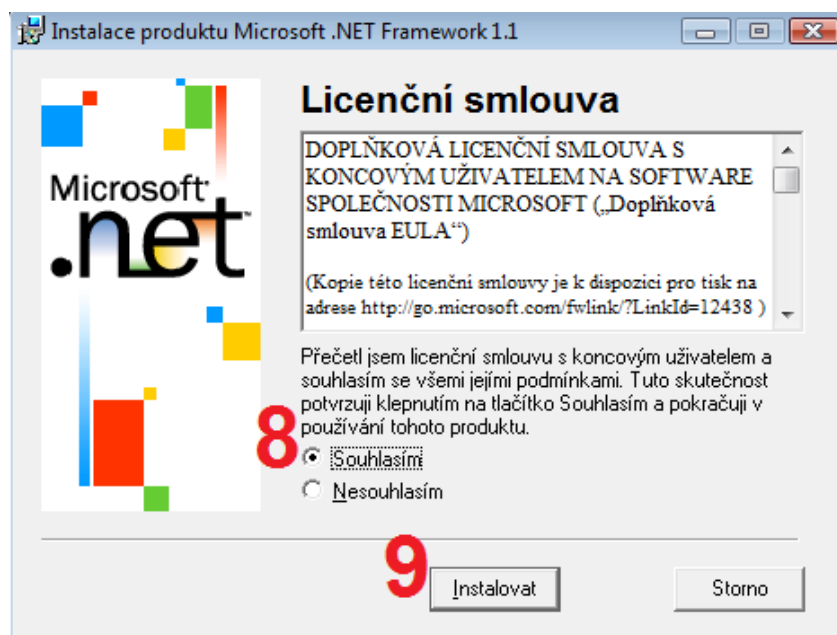 Instalace produktu Microsoft .NET Framework 1.1
Microsoft
.net
Licenční smlouva
DOPLŇKOVÁ LICENČNÍ SMLOUVA S
KONCOVÝM UŽIVATELEM NA SOFTWARE
SPOLEČNOSTI MICROSOFT („Doplňková
smlouva EULA“)
(Kopie této licenční smlouvy je k dispozici pro tisk na
adrese http://go.microsoft.com/fwlink/?LinkId=12438 )
Přečetl jsem licenční smlouvu s koncovým uživatelem a
souhlasím se všemi jejími podmínkami. Tuto skutečnost
potvrzuji klepnutím na tlačítko Souhlasím a pokračuji v
používání tohoto produktu.
8 Souhlasím
Nesouhlasím
9 Instalovat Storno